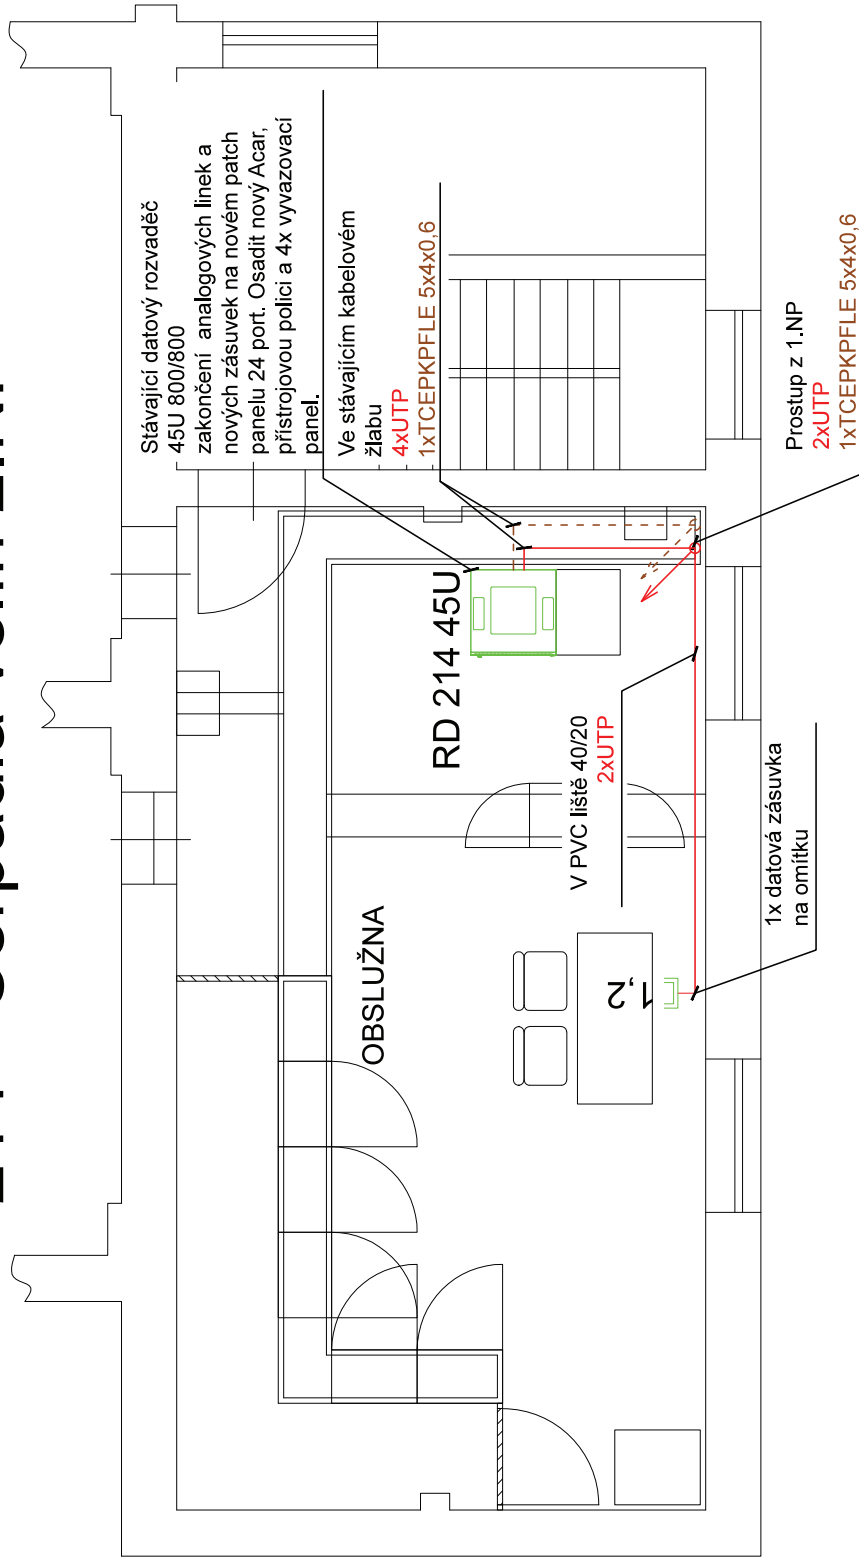 Stávající datový rozvaděč
45U 800/800
zakončení analogových linek a
nových zásuvek na novém patch
panelu 24 port. Osadit nový Acar,
přístrojovou polici a 4x vyvazovací
panel.
Ve stávajícím kabelovém
žlabu
4xUTP
1xTCEPKPFLE 5x4x0,6
RD 214 45U
OBSLUŽNA
V PVC liště 40/20
2xUTP
1,2
1x datová zásuvka
na omítku
Prostup z 1.NP
2xUTP
1xTCEPKPFLE 5x4x0,6